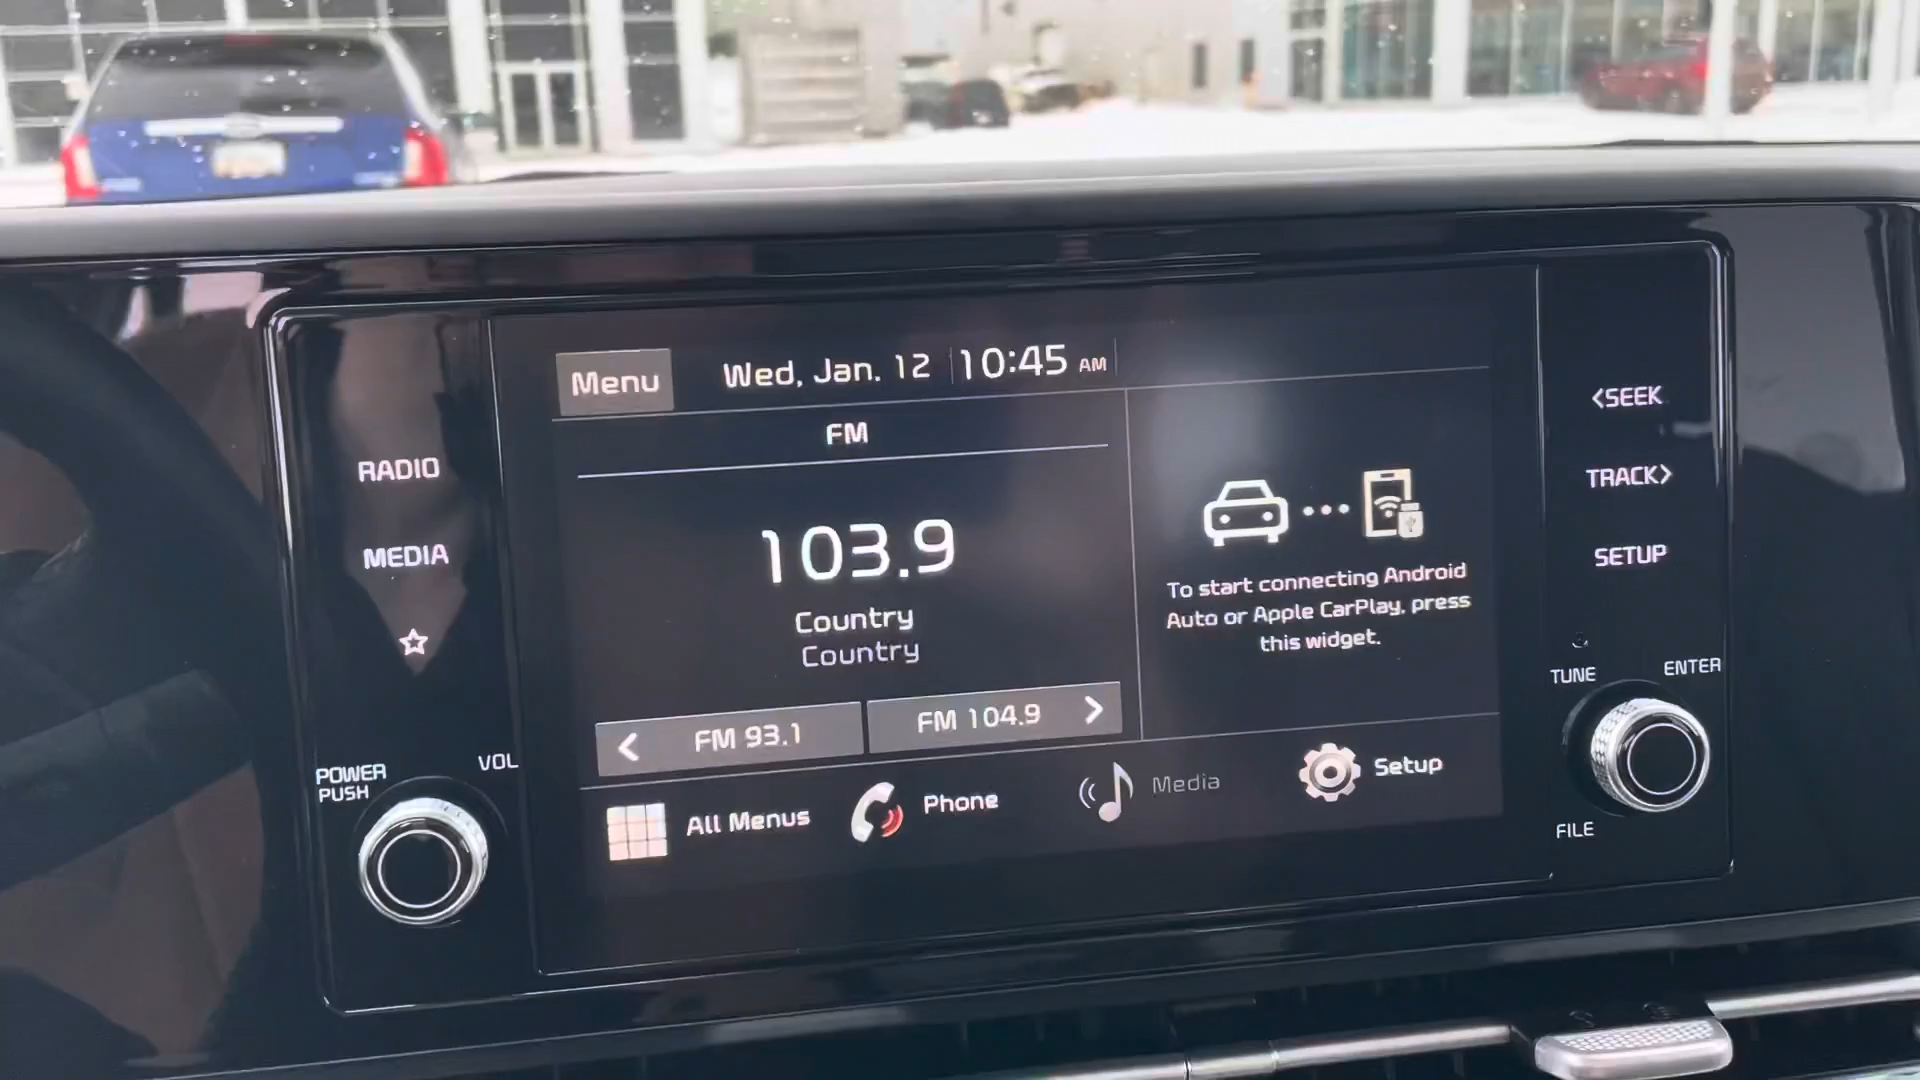 Menu
Wed, Jan. 12
10:45 AM
FM
103.9
Country
Country
FM 93.1
FM 104.9
To start connecting Android
Auto or Apple CarPlay, press
this widget.
All Menus
Phone
Media
Setup
RADIO
MEDIA
POWER
PUSH
VOL
<SEEK
TRACK>
SETUP
TUNE
ENTER
FILE